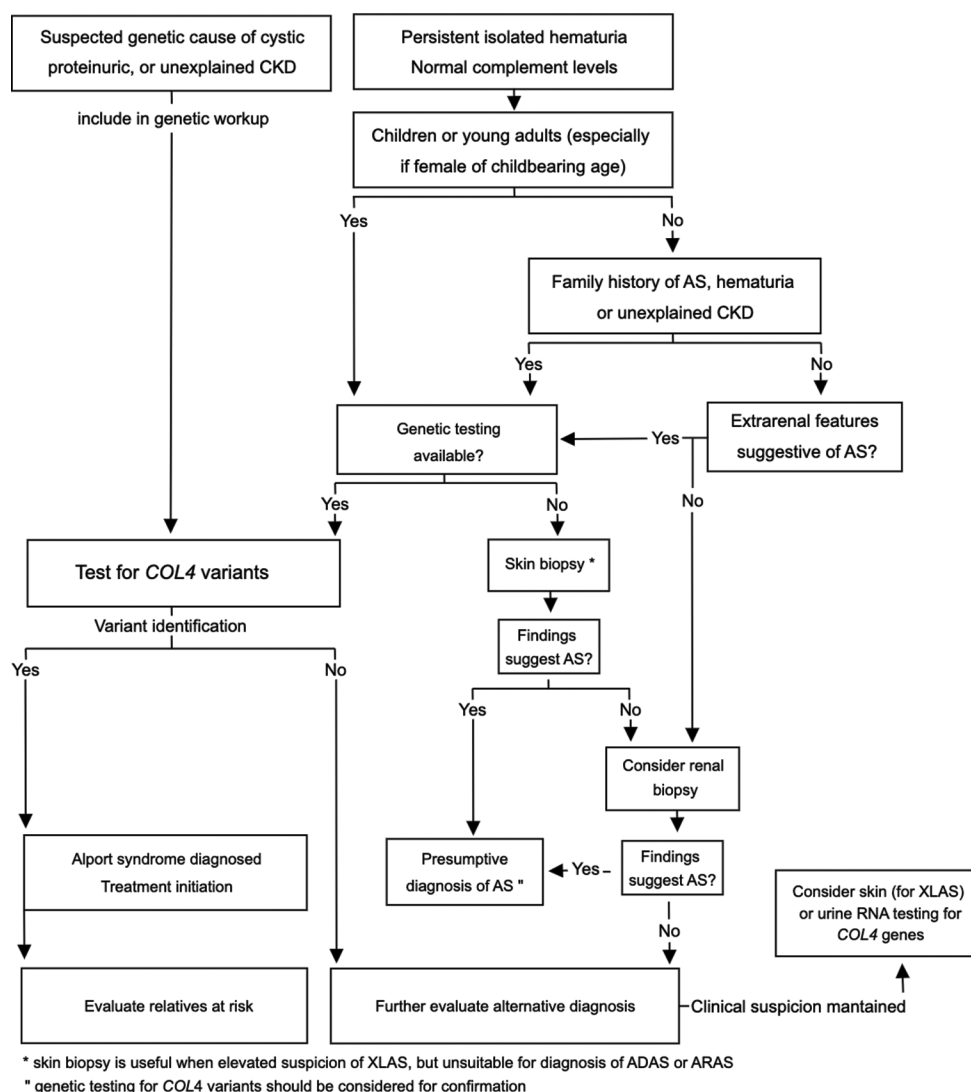 Suspected genetic cause of cystic
proteinuric, or unexplained CKD
Persistent isolated hematuria
Normal complement levels
include in genetic workup
Children or young adults (especially
if female of childbearing age)
Yes
No
Family history of AS, hematuria
or unexplained CKD
Yes
No
Genetic testing
available?
Yes
Extrarenal features
suggestive of AS?
Yes
No
No
Test for COL4 variants
Skin biopsy *
Variant identification
Findings
suggest AS?
Yes
No
Yes
No
Consider renal
biopsy
Alport syndrome diagnosed
Treatment initiation
Presumptive
diagnosis of AS "
Yes
Findings
suggest AS?
Consider skin (for XLAS)
or urine RNA testing for
COL4 genes
No
Evaluate relatives at risk
Further evaluate alternative diagnosis
Clinical suspicion mantained
* skin biopsy is useful when elevated suspicion of XLAS, but unsuitable for diagnosis of ADAS or ARAS
" genetic testing for COL4 variants should be considered for confirmation